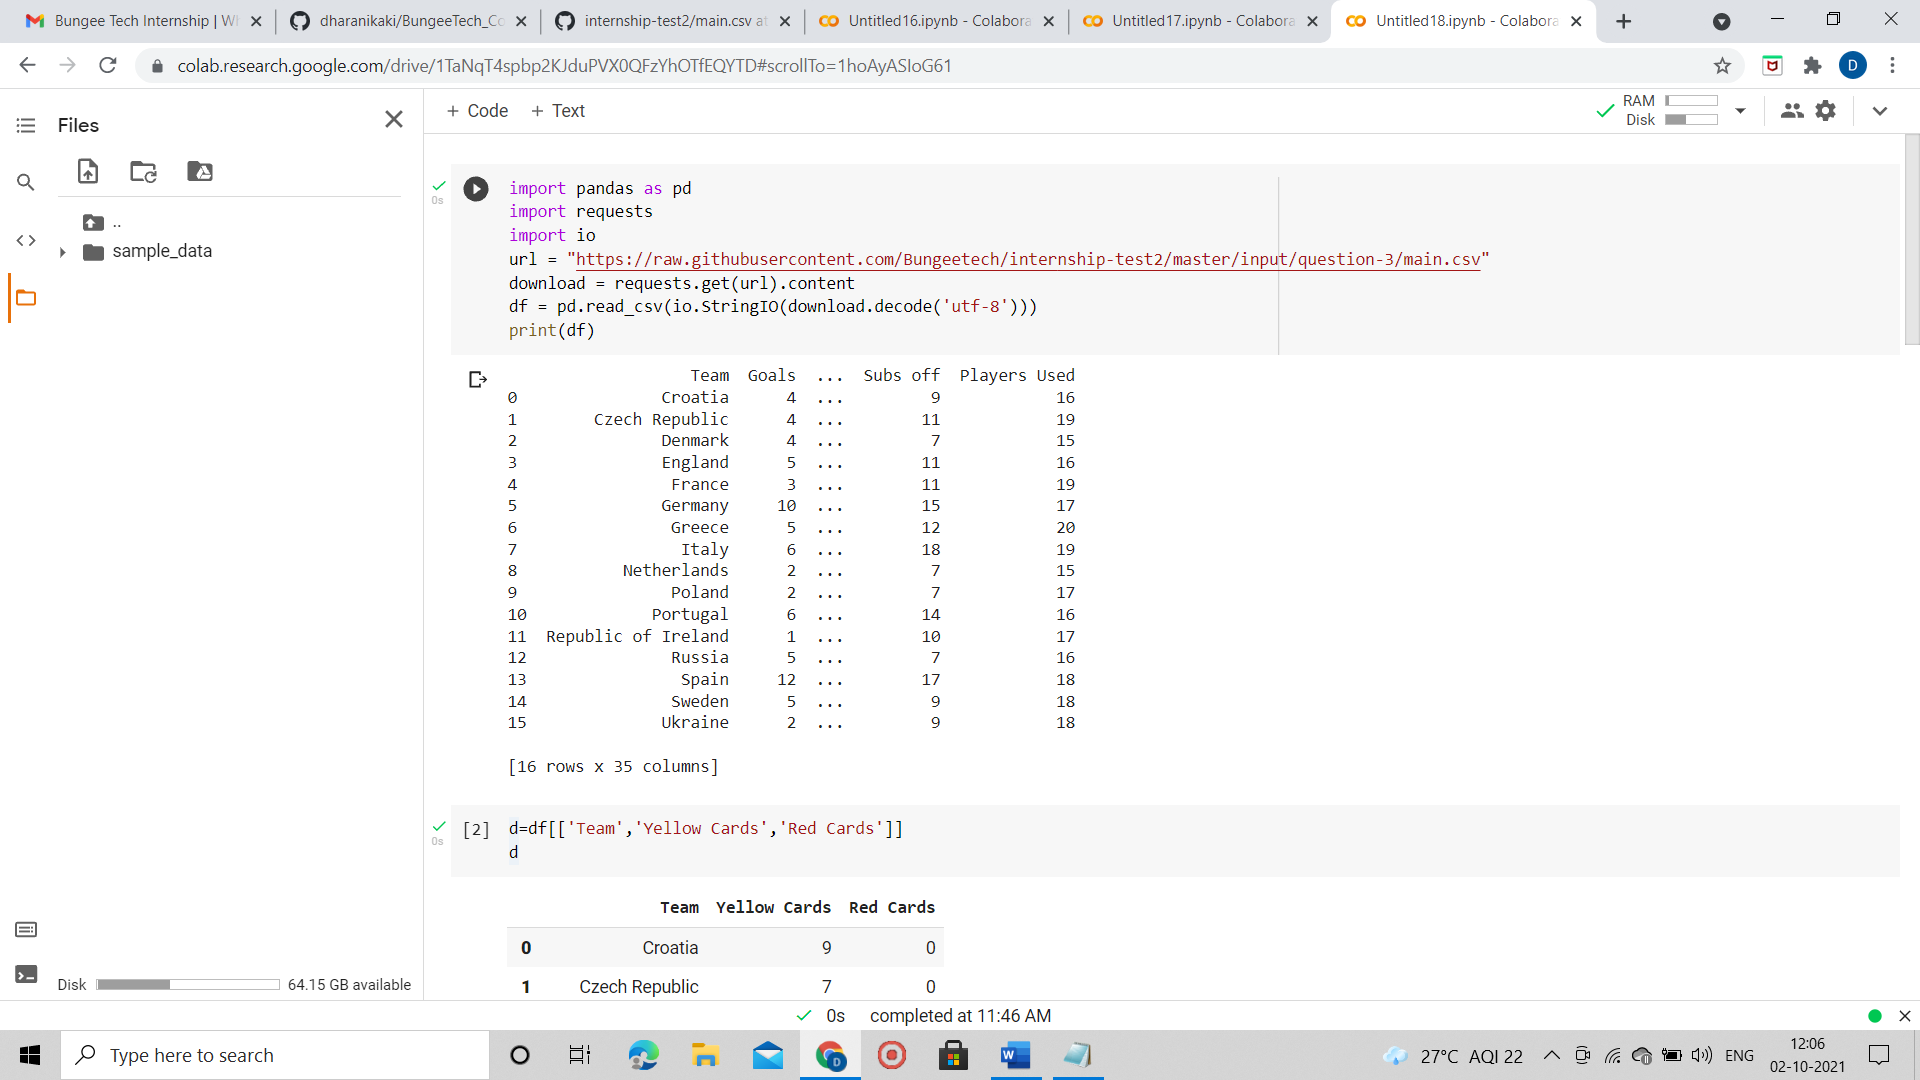 Bungee Tech Internship | W
dharanikaki/BungeeTech_Co
internship-test2/main.csv at
Untitled16.ipynb - Colabora
Untitled17.ipynb - Colabora
Untitled18.ipynb - Colabora
colab.research.google.com/drive/1TaNqT4spbp2KJduPVX0QFzYhOTfEQYTD#scrollTo=1hoAyASIoG61
D
Files
+ Code + Text
RAM
Disk
..
sample_data
0s
import pandas as pd
import requests
import io
url = "https://raw.githubusercontent.com/Bungeetech/internship-test2/master/input/question-3/main.csv"
download = requests.get(url).content
df = pd.read_csv(io.StringIO(download.decode('utf-8')))
print(df)
Team Goals ... Subs off Players Used
0 Croatia 4 ... 9 16
1 Czech Republic 4 ... 11 19
2 Denmark 4 ... 7 15
3 England 5 ... 11 16
4 France 3 ... 11 19
5 Germany 10 ... 15 17
6 Greece 5 ... 12 20
7 Italy 6 ... 18 19
8 Netherlands 2 ... 7 15
9 Poland 2 ... 7 17
10 Portugal 6 ... 14 16
11 Republic of Ireland 1 ... 10 17
12 Russia 5 ... 7 16
13 Spain 12 ... 17 18
14 Sweden 5 ... 9 18
15 Ukraine 2 ... 9 18
[16 rows x 35 columns]
0s
[2] d=df[['Team','Yellow Cards','Red Cards']]
d
Team Yellow Cards Red Cards
0 Croatia 9 0
1 Czech Republic 7 0
Disk 64.15 GB available
0s completed at 11:46 AM
Type here to search
27°C AQI 22
ENG
12:06
02-10-2021